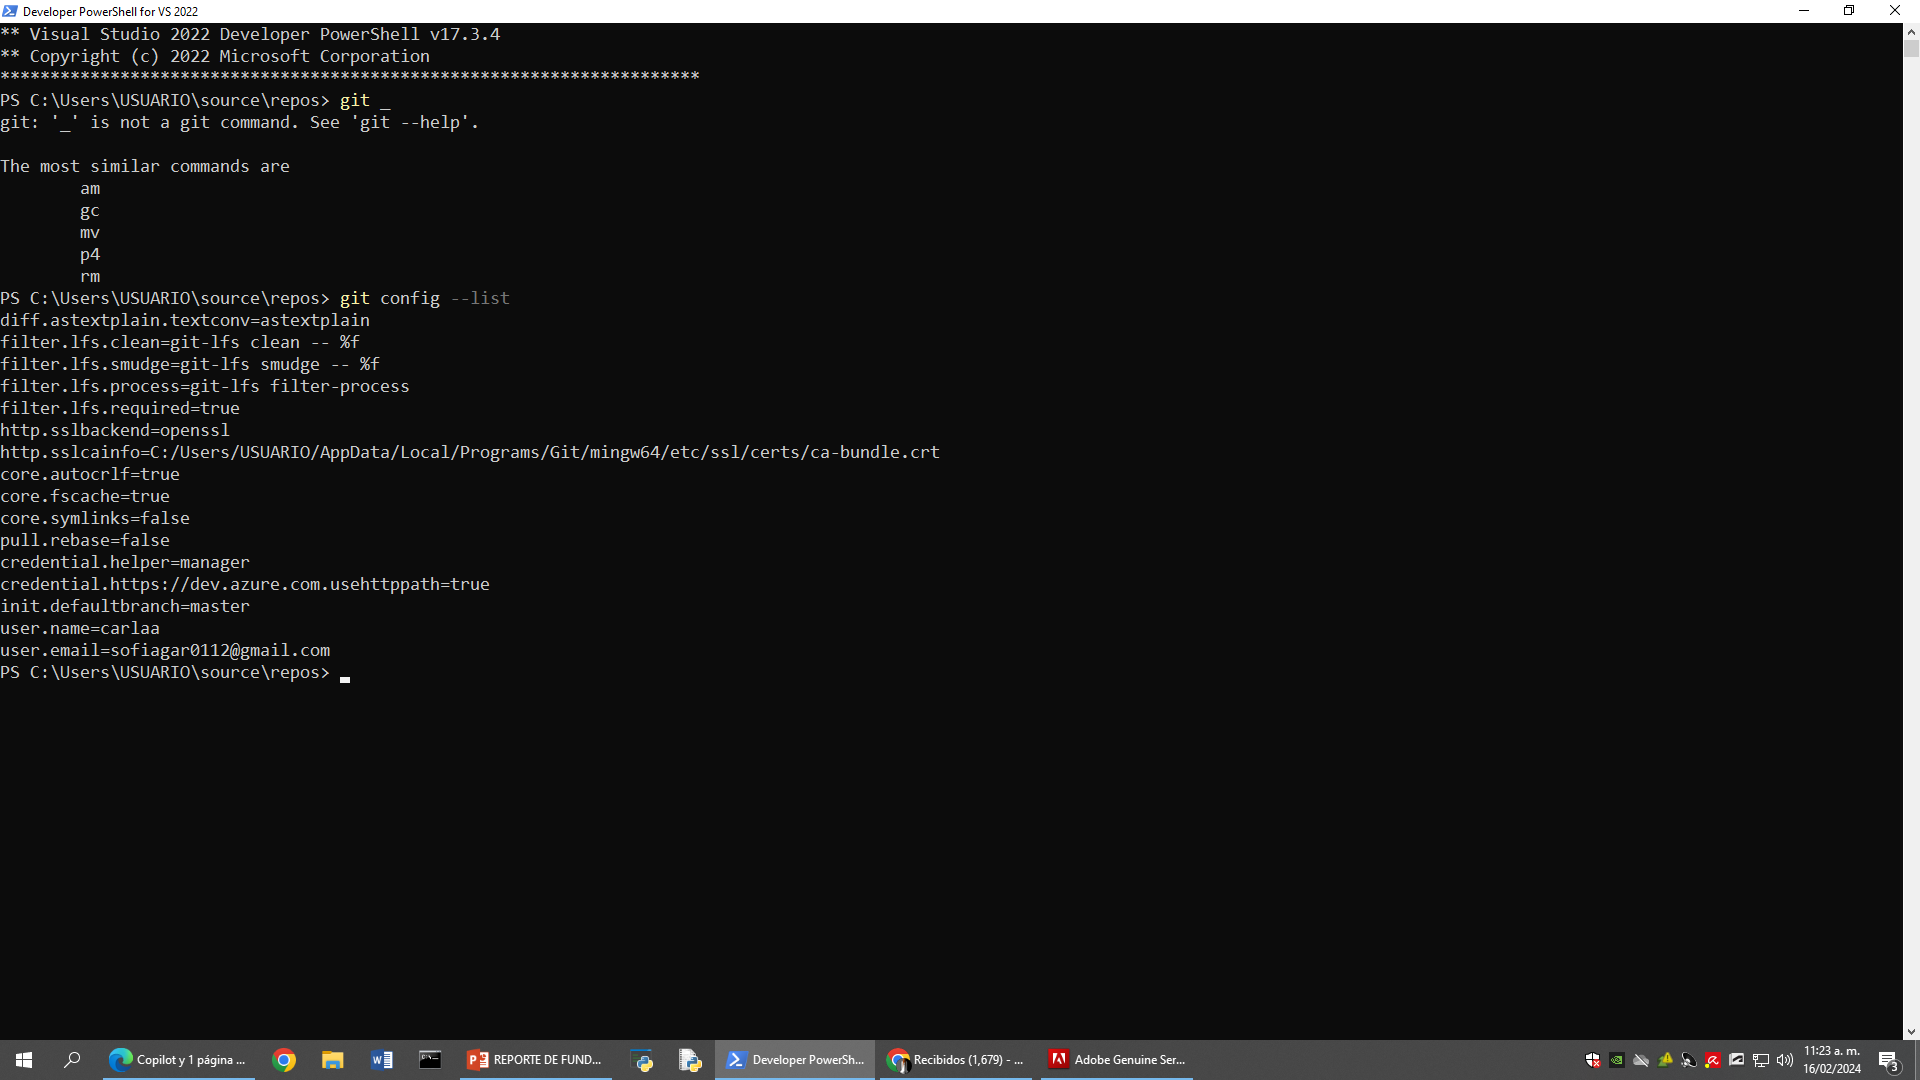 Developer PowerShell for VS 2022
** Visual Studio 2022 Developer PowerShell v17.3.4
** Copyright (c) 2022 Microsoft Corporation
**********************************************************************
PS C:\Users\USUARIO\source\repos> git _
git: '_' is not a git command. See 'git --help'.
The most similar commands are
am
gc
mv
p4
rm
PS C:\Users\USUARIO\source\repos> git config --list
diff.astextplain.textconv=astextplain
filter.lfs.clean=git-lfs clean -- %f
filter.lfs.smudge=git-lfs smudge -- %f
filter.lfs.process=git-lfs filter-process
filter.lfs.required=true
http.sslbackend=openssl
http.sslcainfo=C:/Users/USUARIO/AppData/Local/Programs/Git/mingw64/etc/ssl/certs/ca-bundle.crt
core.autocrlf=true
core.fscache=true
core.symlinks=false
pull.rebase=false
credential.helper=manager
credential.https://dev.azure.com.usehttppath=true
init.defaultbranch=master
user.name=carlaa
user.email=sofiagar0112@gmail.com
PS C:\Users\USUARIO\source\repos>
Copilot y 1 página ...
REPORTE DE FUND...
Developer PowerSh...
Recibidos (1,679) - ...
Adobe Genuine Ser...
11:23 a. m.
16/02/2024
3